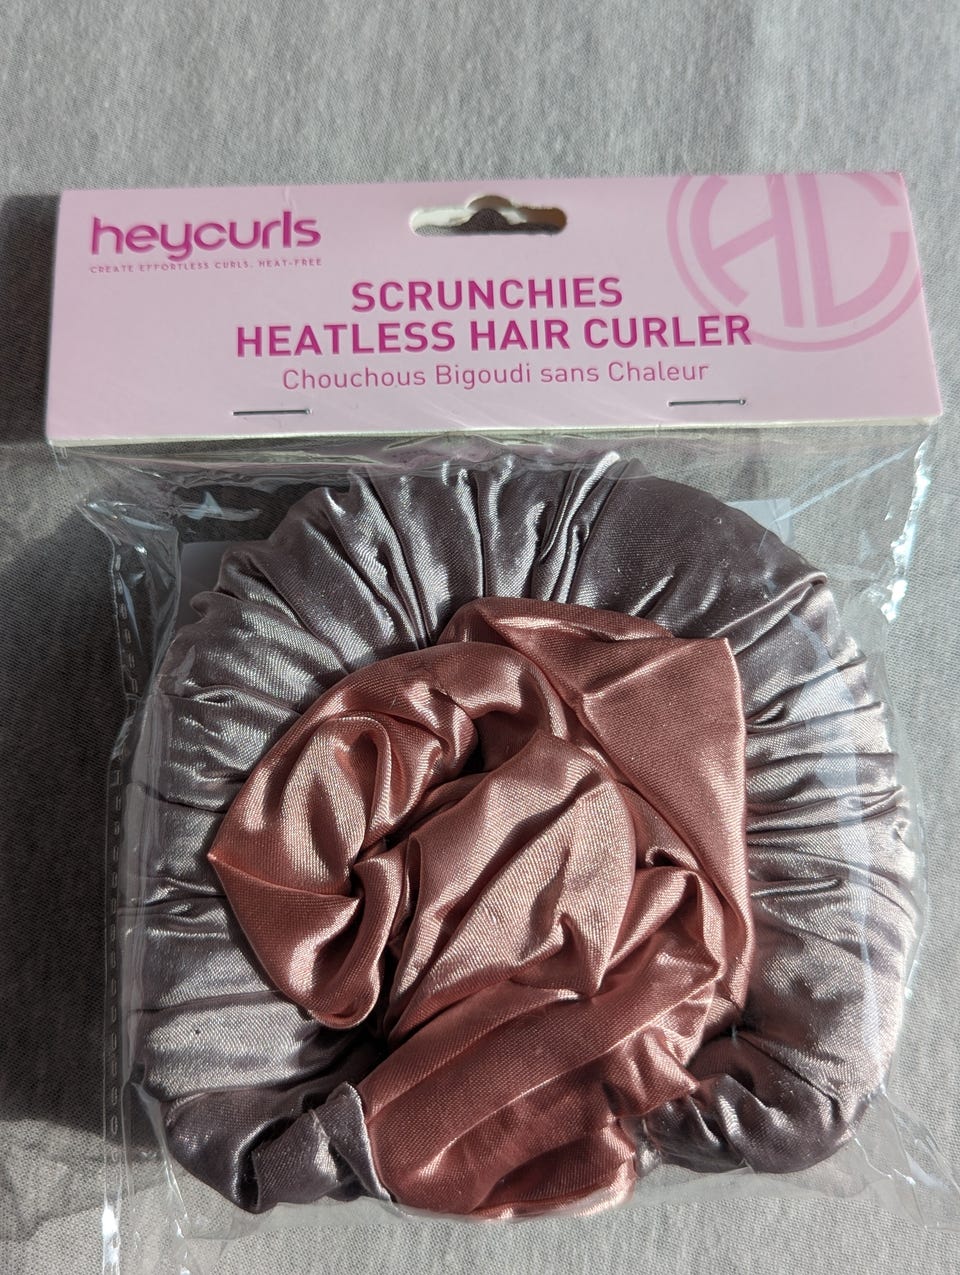 heycurls
CREATE EFFORTLESS CURLS, HEAT-FREE
HC
SCRUNCHIES
HEATLESS HAIR CURLER
Chouchous Bigoudi sans Chaleur